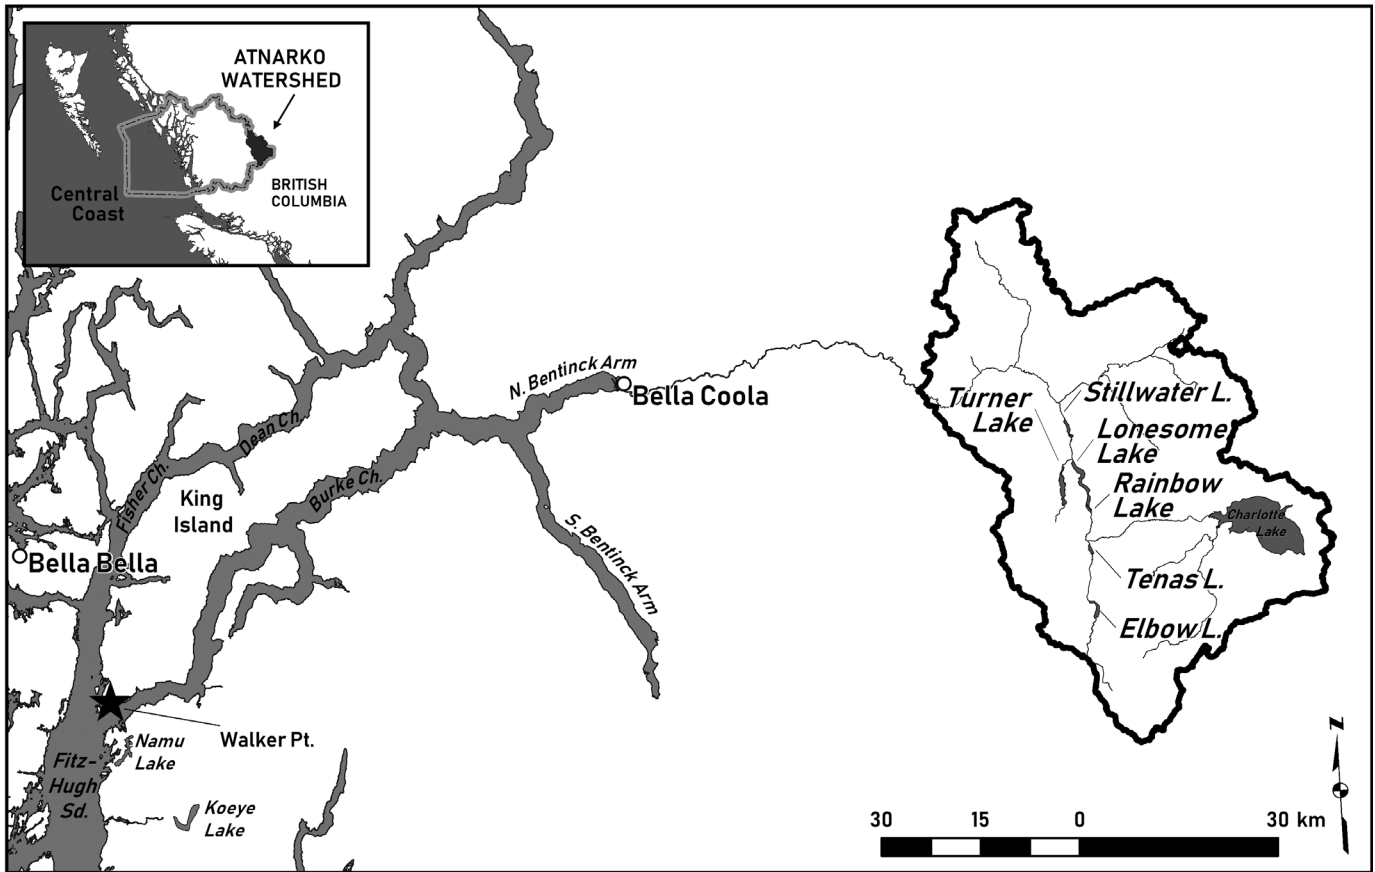 ATNARKO
WATERSHED
BRITISH
COLUMBIA
Central
Coast
N. Bentinck Arm
Bella Coola
Turner
Lake
Stillwater L.
Lonesome
Lake
Rainbow
Lake
Charlotte
Lake
Tenas L.
Elbow L.
Dean Ch.
Fisher Ch.
King
Island
Burke Ch.
S. Bentinck Arm
Bella Bella
Walker Pt.
Namu
Lake
Fitz-
Hugh
Sd.
Koeye
Lake
N
30 15 0 30 km